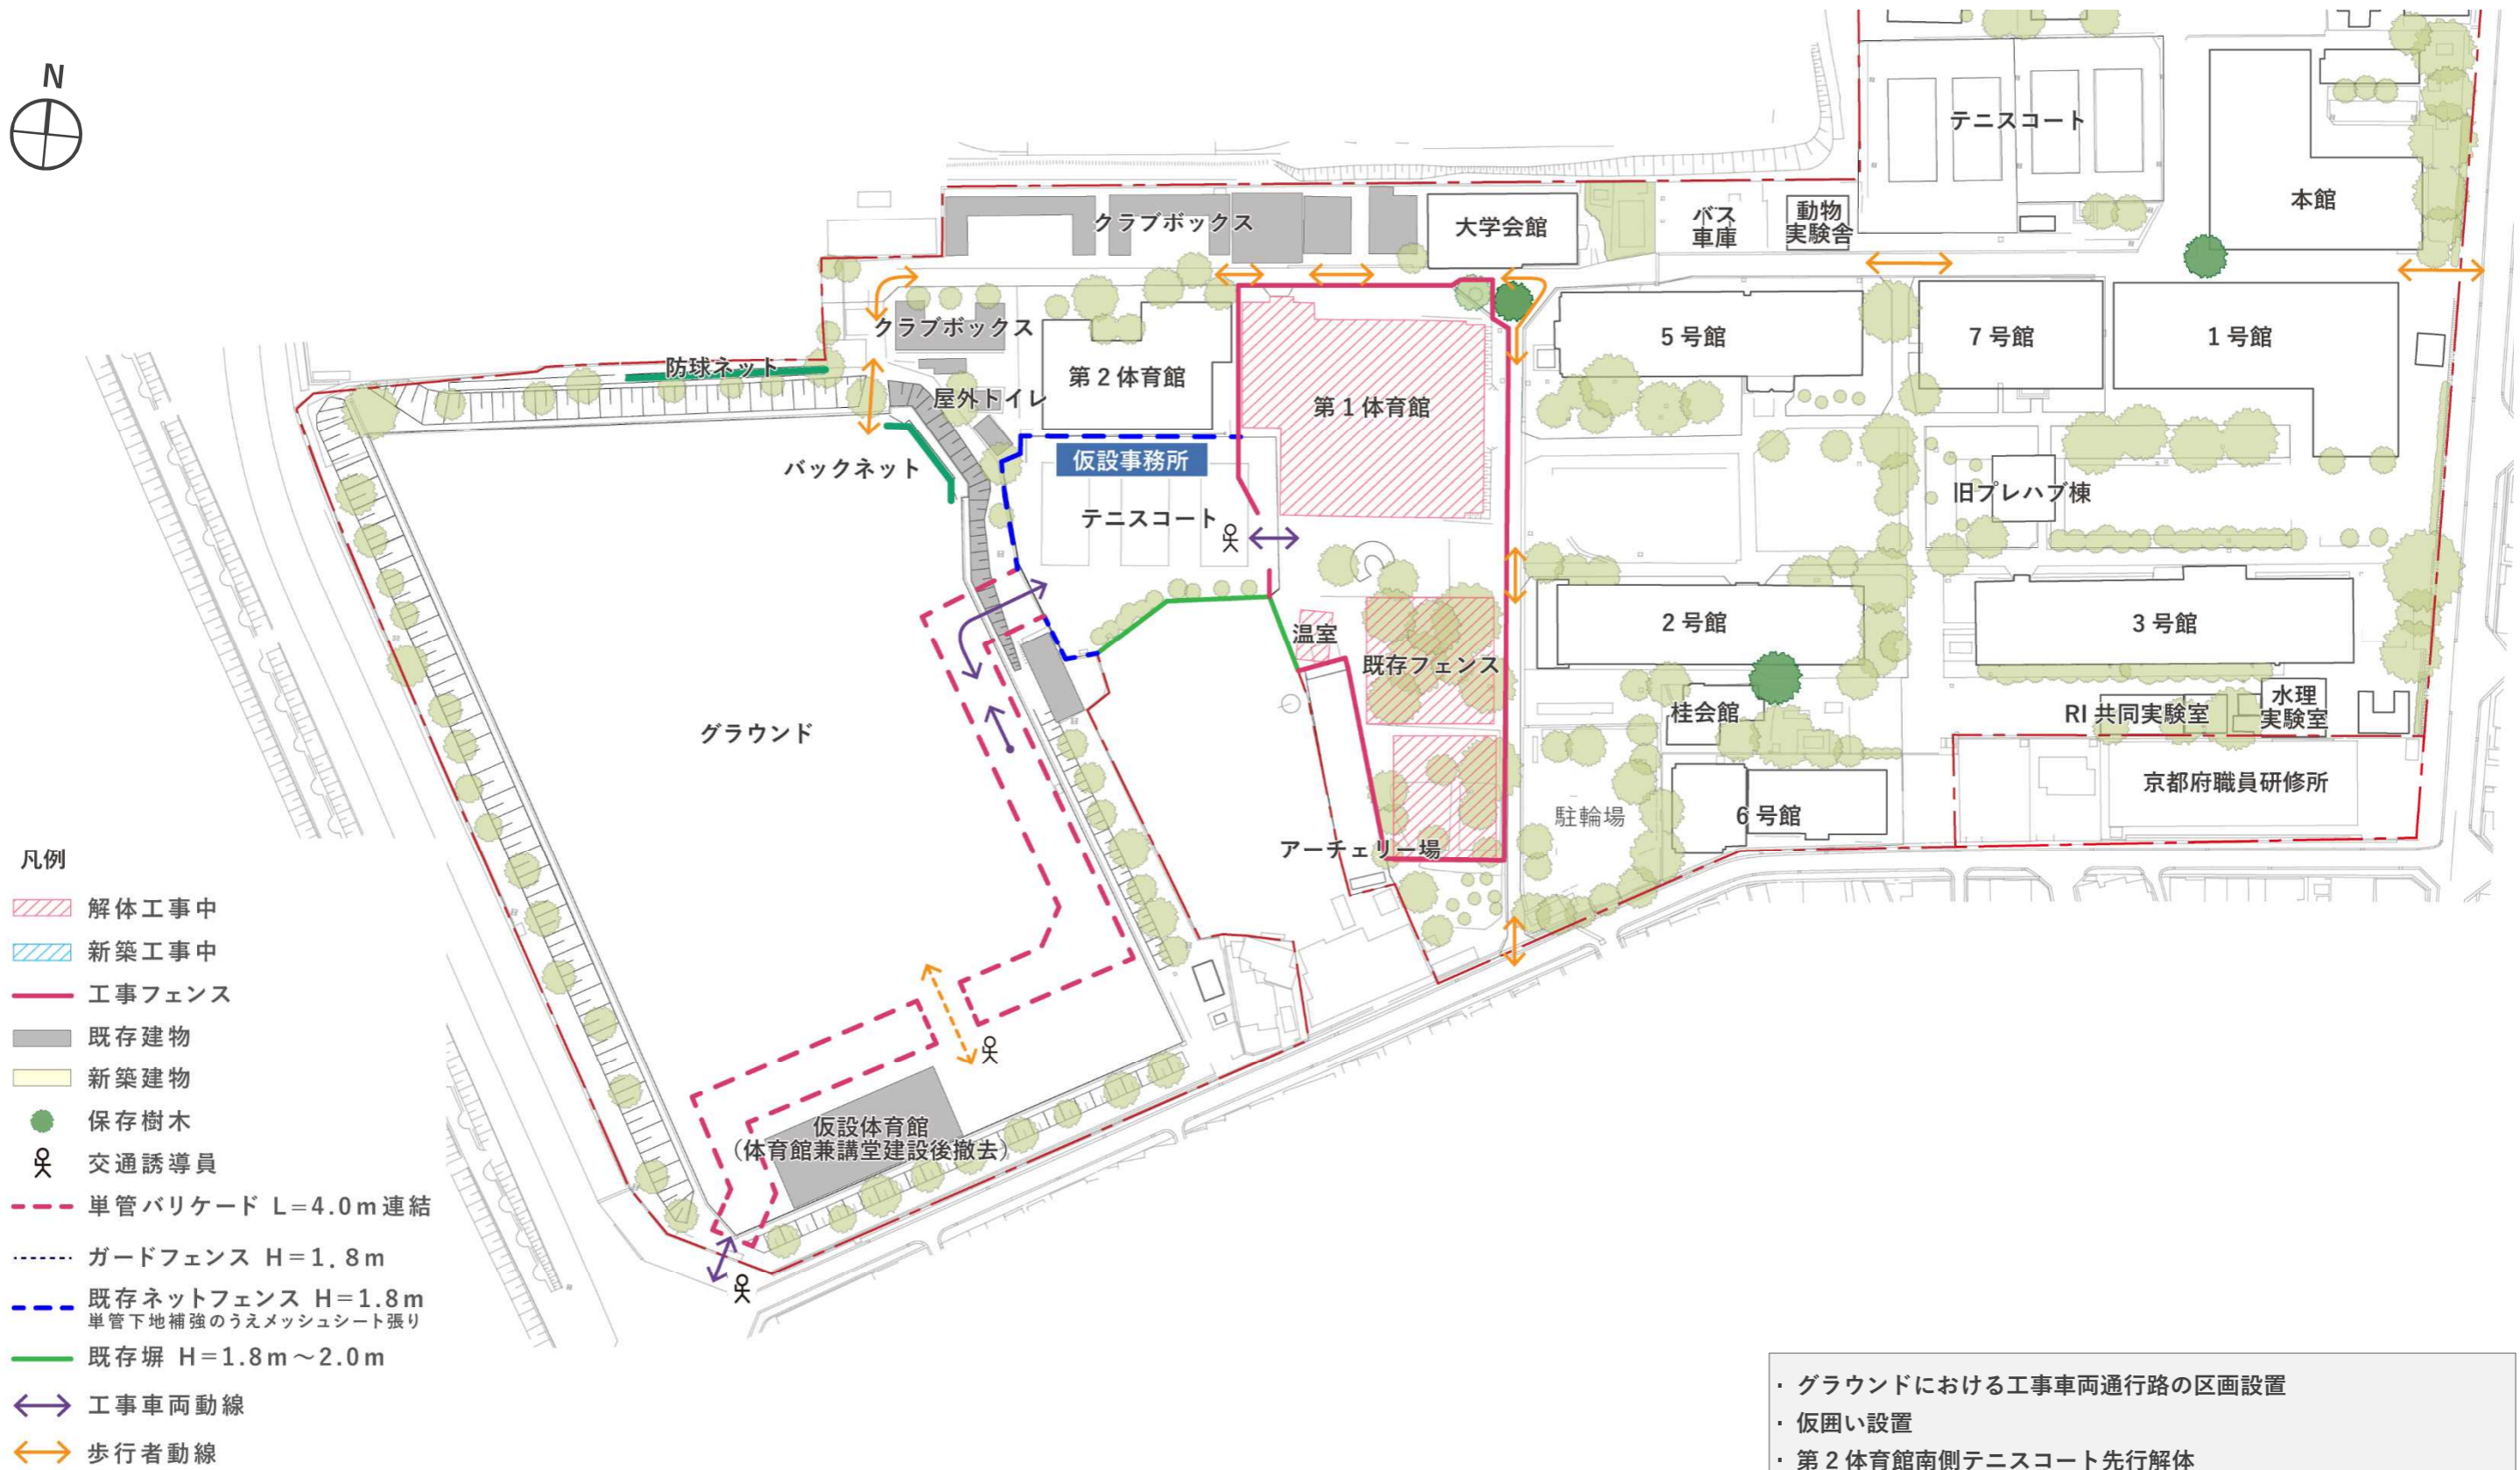 N
テニスコート
本館
クラブボックス
大学会館
バス
車庫
動物
実験舎
クラブボックス
第2体育館
防球ネット
屋外トイレ
第1体育館
5号館
7号館
1号館
バックネット
仮設事務所
テニスコート
旧プレハブ棟
温室
既存フェンス
2号館
3号館
グラウンド
桂会館
RI共同実験室
水理
実験室
京都府職員研修所
駐輪場
6号館
アーチェリー場
仮設体育館
(体育館兼講堂建設後撤去)
凡例
解体工事中
新築工事中
工事フェンス
既存建物
新築建物
保存樹木
交通誘導員
単管バリケード L=4.0m連結
ガードフェンス H=1.8m
既存ネットフェンス H=1.8m
単管下地補強のうえメッシュシート張り
既存塀 H=1.8m～2.0m
工事車両動線
歩行者動線
・グラウンドにおける工事車両通行路の区画設置
・仮囲い設置
・第2体育館南側テニスコート先行解体